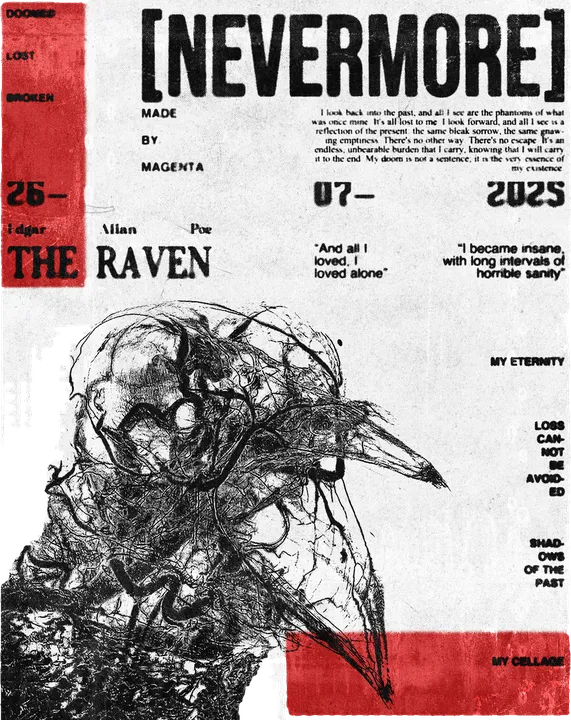 DOOMED
[NEVERMORE]
LOST
BROKEN
MADE
BY
MAGENTA
I look back into the past, and all I see are the phantoms of what
was once mine. It's all lost to me. I look forward, and all I see is a
reflection of the present: the same bleak sorrow, the same gnaw-
ing emptiness. There's no other way. There's no escape. It's an
endless, unbearable burden that I carry, knowing that I will carry
it to the end. My doom is not a sentence; it is the very essence of
my existence.
26—
07—
2025
Edgar Allan Poe
THE RAVEN
"And all I
loved, I
loved alone"
"I became insane,
with long intervals of
horrible sanity"
MY ETERNITY
LOSS
CAN-
NOT
BE
AVOID-
ED
SHAD-
OWS
OF THE
PAST
MY CELLAGE